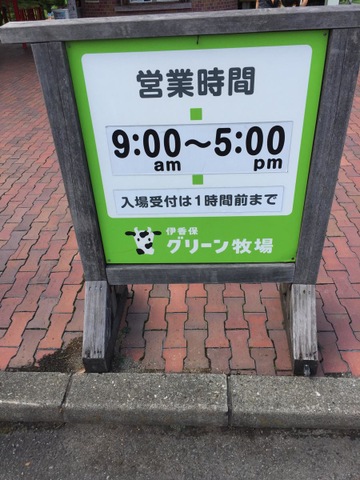 営業時間
9:00～5:00
am pm
入場受付は1時間前まで
伊香保
グリーン牧場